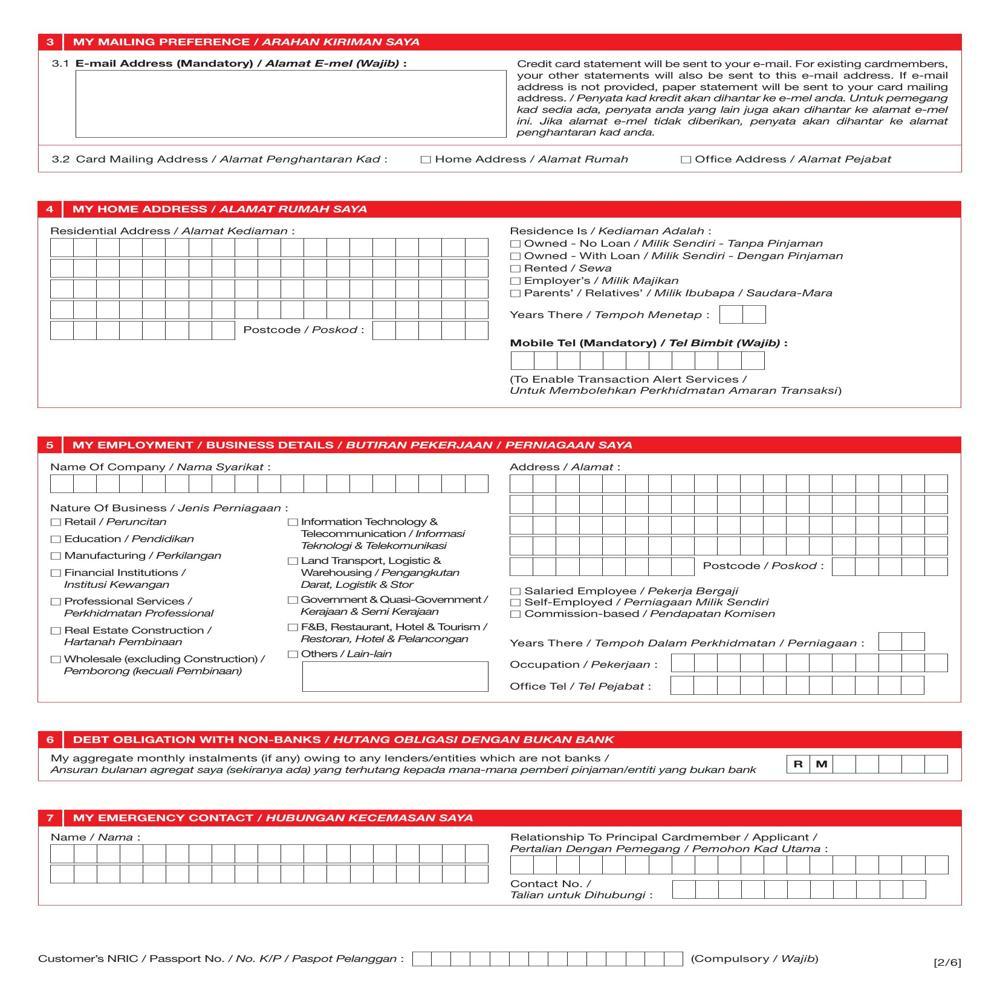 3 MY MAILING PREFERENCE / ARAHAN KIRIMAN SAYA
3.1 E-mail Address (Mandatory) / Alamat E-mel (Wajib) :
Credit card statement will be sent to your e-mail. For existing cardmembers,
your other statements will also be sent to this e-mail address. If e-mail
address is not provided, paper statement will be sent to your card mailing
address. / Penyata kad kredit akan dihantar ke e-mel anda. Untuk pemegang
kad sedia ada, penyata anda yang lain juga akan dihantar ke alamat e-mel
ini. Jika alamat e-mel tidak diberikan, penyata akan dihantar ke alamat
penghantaran kad anda.
3.2 Card Mailing Address / Alamat Penghantaran Kad : Home Address / Alamat Rumah Office Address / Alamat Pejabat
4 MY HOME ADDRESS / ALAMAT RUMAH SAYA
Residential Address / Alamat Kediaman :
Postcode / Poskod :
Residence Is / Kediaman Adalah :
Owned - No Loan / Milik Sendiri - Tanpa Pinjaman
Owned - With Loan / Milik Sendiri - Dengan Pinjaman
Rented / Sewa
Employer's / Milik Majikan
Parents' / Relatives' / Milik Ibubapa / Saudara-Mara
Years There / Tempoh Menetap :
Mobile Tel (Mandatory) / Tel Bimbit (Wajib) :
(To Enable Transaction Alert Services /
Untuk Membolehkan Perkhidmatan Amaran Transaksi)
5 MY EMPLOYMENT / BUSINESS DETAILS / BUTIRAN PEKERJAAN / PERNIAGAAN SAYA
Name Of Company / Nama Syarikat :
Nature Of Business / Jenis Perniagaan :
Retail / Peruncitan
Education / Pendidikan
Manufacturing / Perkilangan
Financial Institutions /
Institusi Kewangan
Professional Services /
Perkhidmatan Professional
Real Estate Construction /
Hartanah Pembinaan
Wholesale (excluding Construction) /
Pemborong (kecuali Pembinaan)
Information Technology &
Telecommunication / Informasi
Teknologi & Telekomunikasi
Land Transport, Logistic &
Warehousing / Pengangkutan
Darat, Logistik & Stor
Government & Quasi-Government /
Kerajaan & Semi Kerajaan
F&B, Restaurant, Hotel & Tourism /
Restoran, Hotel & Pelancongan
Others / Lain-lain
Address / Alamat :
Postcode / Poskod :
Salaried Employee / Pekerja Bergaji
Self-Employed / Perniagaan Milik Sendiri
Commission-based / Pendapatan Komisen
Years There / Tempoh Dalam Perkhidmatan / Perniagaan :
Occupation / Pekerjaan :
Office Tel / Tel Pejabat :
6 DEBT OBLIGATION WITH NON-BANKS / HUTANG OBLIGASI DENGAN BUKAN BANK
My aggregate monthly instalments (if any) owing to any lenders/entities which are not banks /
Ansuran bulanan agregat saya (sekiranya ada) yang terhutang kepada mana-mana pemberi pinjaman/entiti yang bukan bank
R M
7 MY EMERGENCY CONTACT / HUBUNGAN KECEMASAN SAYA
Name / Nama :
Relationship To Principal Cardmember / Applicant /
Pertalian Dengan Pemegang / Pemohon Kad Utama :
Contact No. /
Talian untuk Dihubungi :
Customer's NRIC / Passport No. / No. K/P / Paspot Pelanggan : (Compulsory / Wajib)
[2/6]